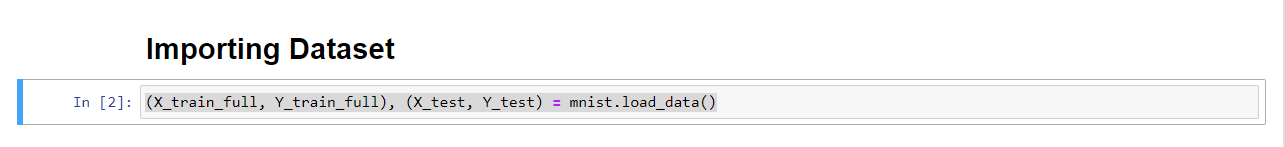 Importing Dataset
In [2]: (X_train_full, Y_train_full), (X_test, Y_test) = mnist.load_data()